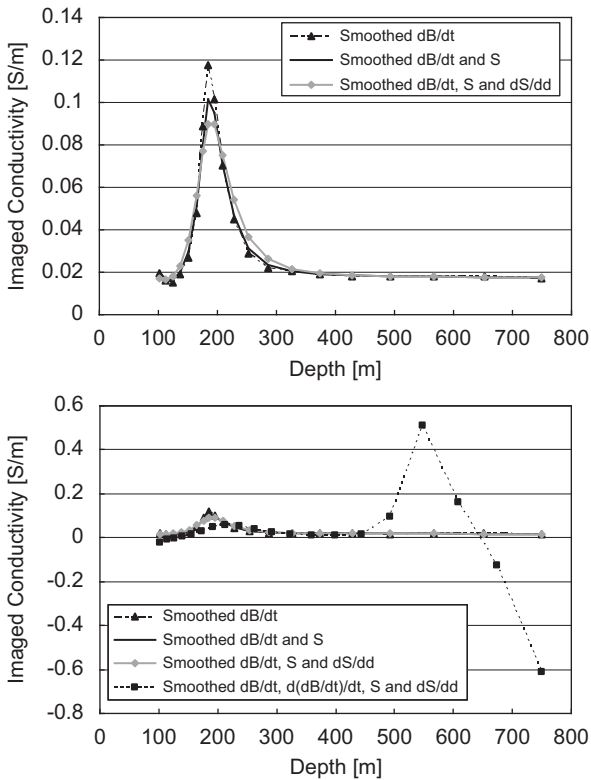 0.14
0.12
0.1
0.08
0.06
0.04
0.02
0
Imaged Conductivity [S/m]
Smoothed dB/dt
Smoothed dB/dt and S
Smoothed dB/dt, S and dS/dd
0 100 200 300 400 500 600 700 800
Depth [m]
0.6
0.4
0.2
0
-0.2
-0.4
-0.6
-0.8
Imaged Conductivity [S/m]
Smoothed dB/dt
Smoothed dB/dt and S
Smoothed dB/dt, S and dS/dd
Smoothed dB/dt, d(dB/dt)/dt, S and dS/dd
0 100 200 300 400 500 600 700 800
Depth [m]